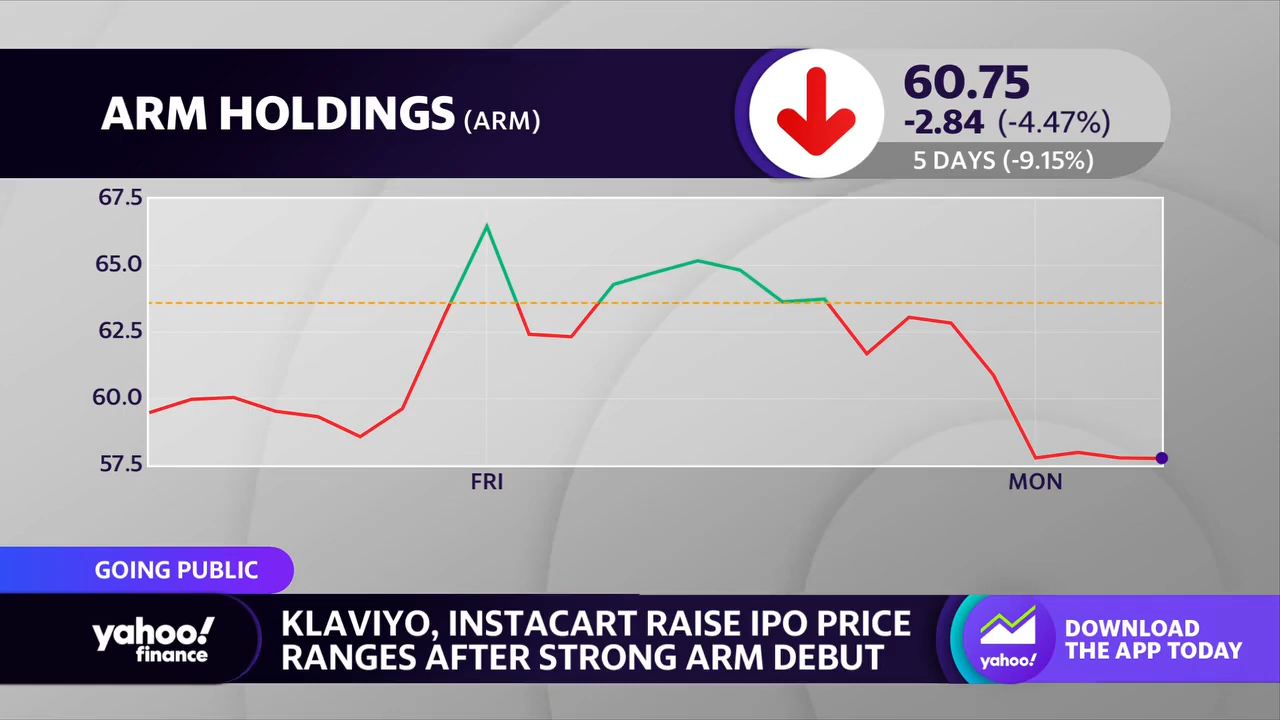 ARM HOLDINGS (ARM)
60.75
-2.84 (-4.47%)
5 DAYS (-9.15%)
67.5
65.0
62.5
60.0
57.5
FRI
MON
GOING PUBLIC
yahoo!
finance
KLAVIYO, INSTACART RAISE IPO PRICE
RANGES AFTER STRONG ARM DEBUT
yahoo!
DOWNLOAD
THE APP TODAY